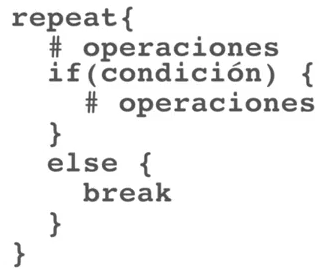 repeat{
# operaciones
if(condición) {
# operaciones
}
else {
break
}
}